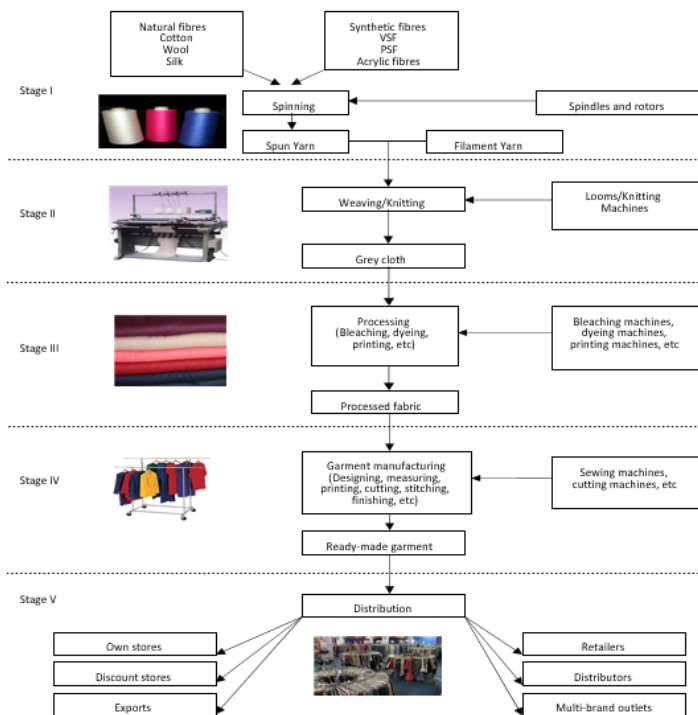 Natural fibres
Cotton
Wool
Silk
Synthetic fibres
VSF
PSF
Acrylic fibres
Stage I
Spinning
Spindles and rotors
Spun Yarn
Filament Yarn
Stage II
Weaving/Knitting
Looms/Knitting
Machines
Grey cloth
Stage III
Processing
(Bleaching, dyeing,
printing, etc)
Bleaching machines,
dyeing machines,
printing machines, etc
Processed fabric
Stage IV
Garment manufacturing
(Designing, measuring,
printing, cutting, stitching,
finishing, etc)
Sewing machines,
cutting machines, etc
Ready-made garment
Stage V
Distribution
Own stores
Retailers
Discount stores
Distributors
Exports
Multi-brand outlets